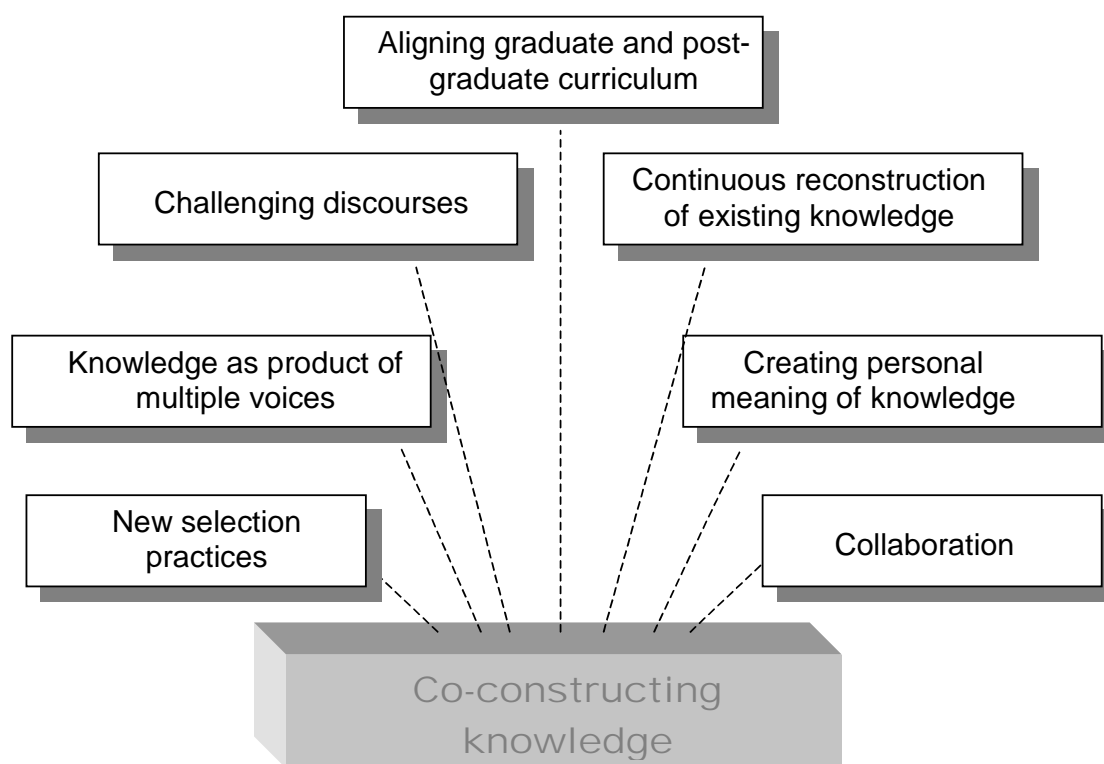 Aligning graduate and post-
graduate curriculum
Challenging discourses
Continuous reconstruction
of existing knowledge
Knowledge as product of
multiple voices
Creating personal
meaning of knowledge
New selection
practices
Collaboration
Co-constructing
knowledge